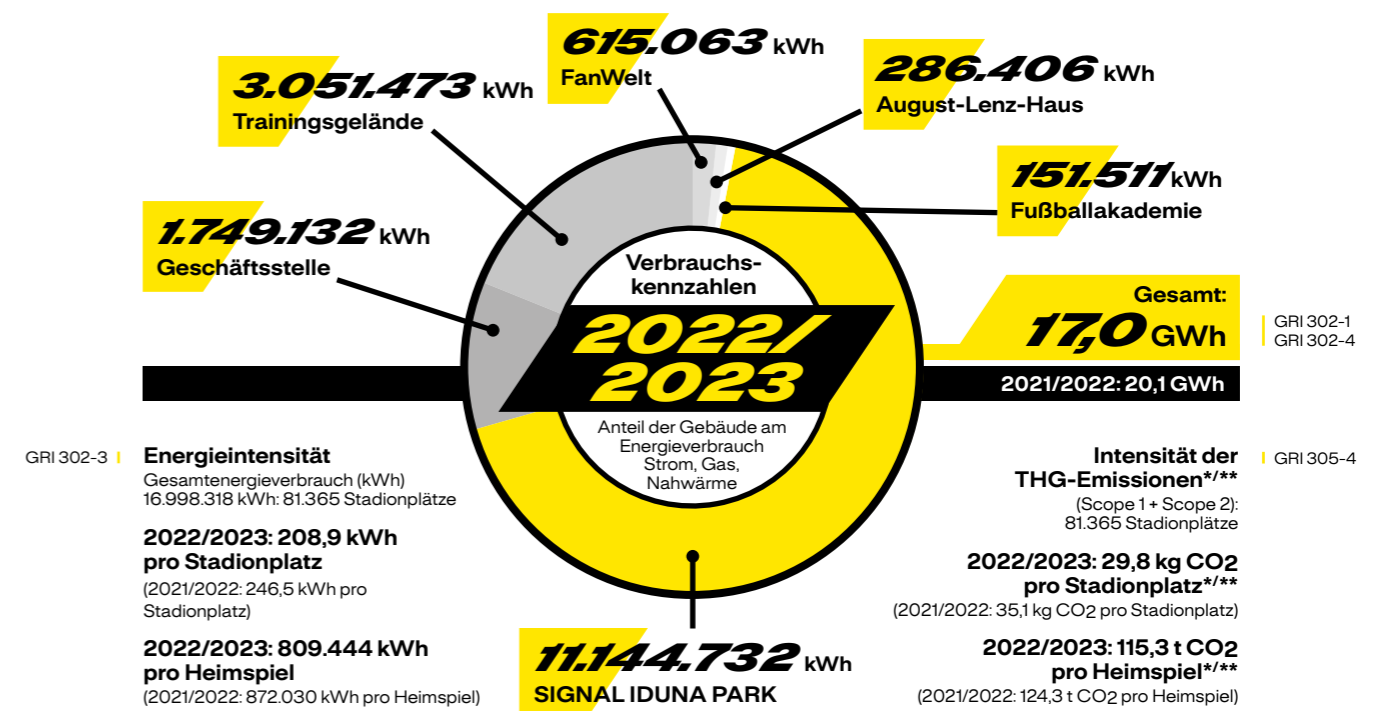 615.063 kWh
FanWelt
286.406 kWh
August-Lenz-Haus
3.051.473 kWh
Trainingsgelände
151.511 kWh
Fußballakademie
1.749.132 kWh
Geschäftsstelle
Verbrauchs-
kennzahlen
2022/
2023
Anteil der Gebäude am
Energieverbrauch
Strom, Gas,
Nahwärme
Gesamt:
17,0 GWh
2021/2022: 20,1 GWh
GRI 302-1
GRI 302-4
GRI 302-3
Energieintensität
Gesamtenergieverbrauch (kWh)
16.998.318 kWh: 81.365 Stadionplätze
2022/2023: 208,9 kWh
pro Stadionplatz
(2021/2022: 246,5 kWh pro
Stadionplatz)
2022/2023: 809.444 kWh
pro Heimspiel
(2021/2022: 872.030 kWh pro Heimspiel)
11.144.732 kWh
SIGNAL IDUNA PARK
Intensität der
THG-Emissionen*/**
(Scope 1 + Scope 2):
81.365 Stadionplätze
GRI 305-4
2022/2023: 29,8 kg CO2
pro Stadionplatz*/**
(2021/2022: 35,1 kg CO2 pro Stadionplatz)
2022/2023: 115,3 t CO2
pro Heimspiel*/**
(2021/2022: 124,3 t CO2 pro Heimspiel)